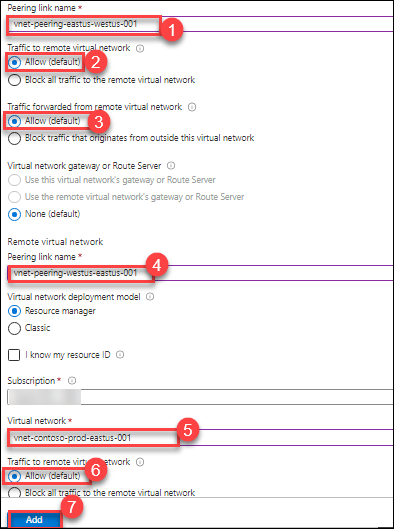 Peering link name *
vnet-peering-eastus-westus-001
1
Traffic to remote virtual network
Allow (default)
2
Block all traffic to the remote virtual network
Traffic forwarded from remote virtual network
Allow (default)
3
Block traffic that originates from outside this virtual network
Virtual network gateway or Route Server
Use this virtual network's gateway or Route Server
Use the remote virtual network's gateway or Route Server
None (default)
Remote virtual network
Peering link name *
vnet-peering-westus-eastus-001
4
Virtual network deployment model
Resource manager
Classic
I know my resource ID
Subscription *
Virtual network *
vnet-contoso-prod-eastus-001
5
Traffic to remote virtual network
Allow (default)
6
Block all traffic to the remote virtual network
7
Add